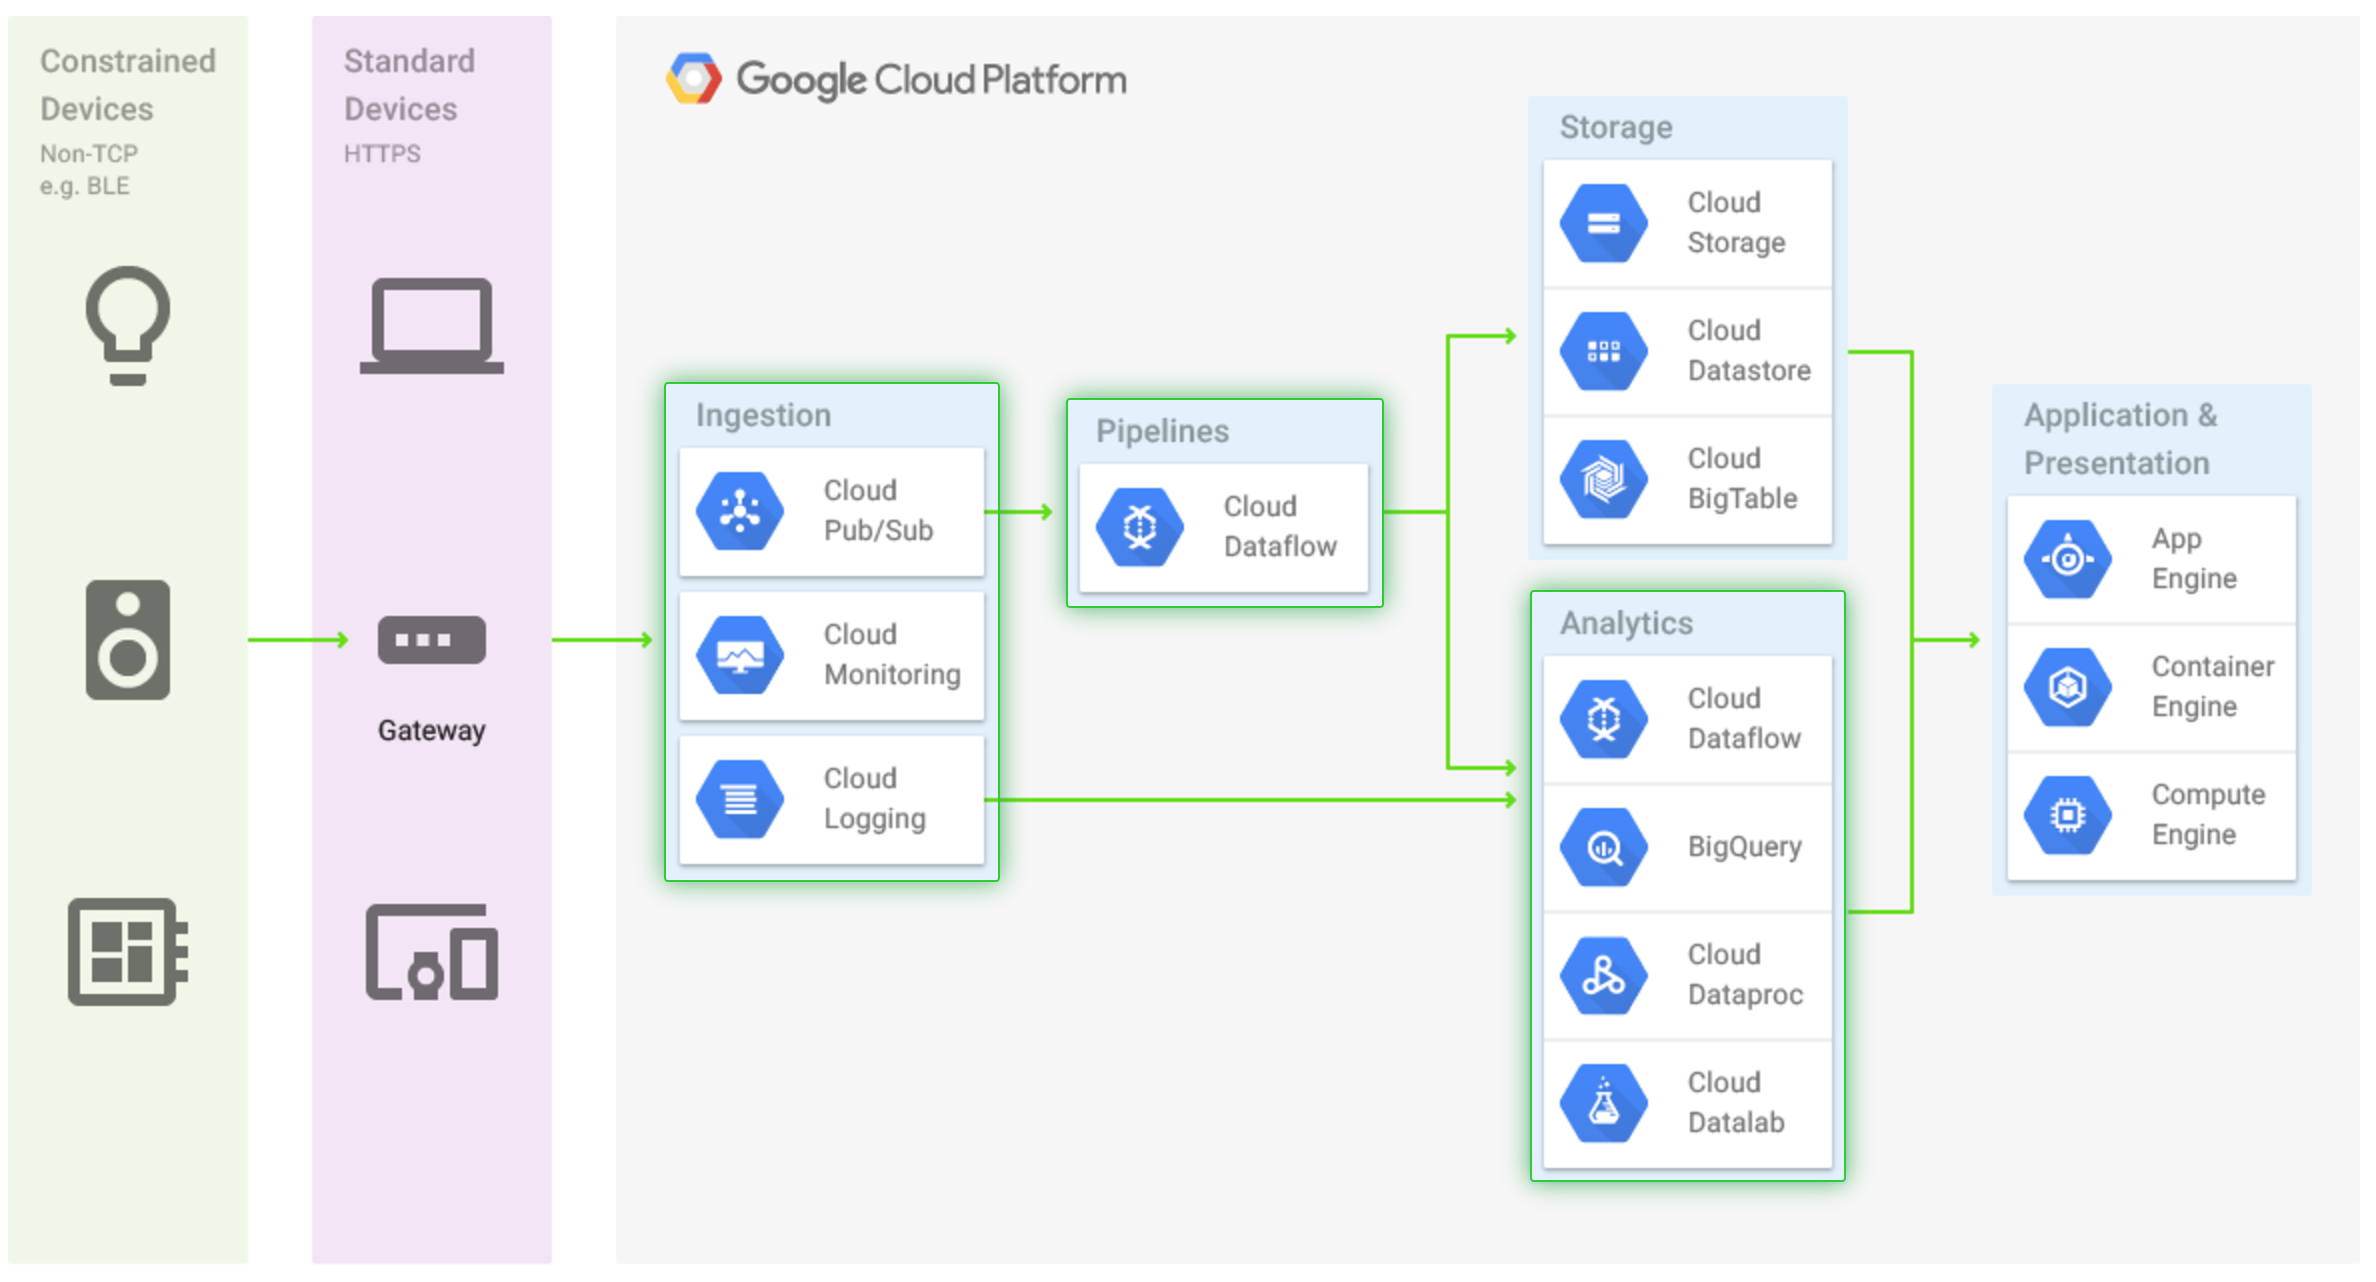 Constrained
Devices
Non-TCP
e.g. BLE
Standard
Devices
HTTPS
Gateway
Google Cloud Platform
Ingestion
Cloud
Pub/Sub
Cloud
Monitoring
Cloud
Logging
Pipelines
Cloud
Dataflow
Storage
Cloud
Storage
Cloud
Datastore
Cloud
BigTable
Analytics
Cloud
Dataflow
BigQuery
Cloud
Dataproc
Cloud
Datalab
Application &
Presentation
App
Engine
Container
Engine
Compute
Engine